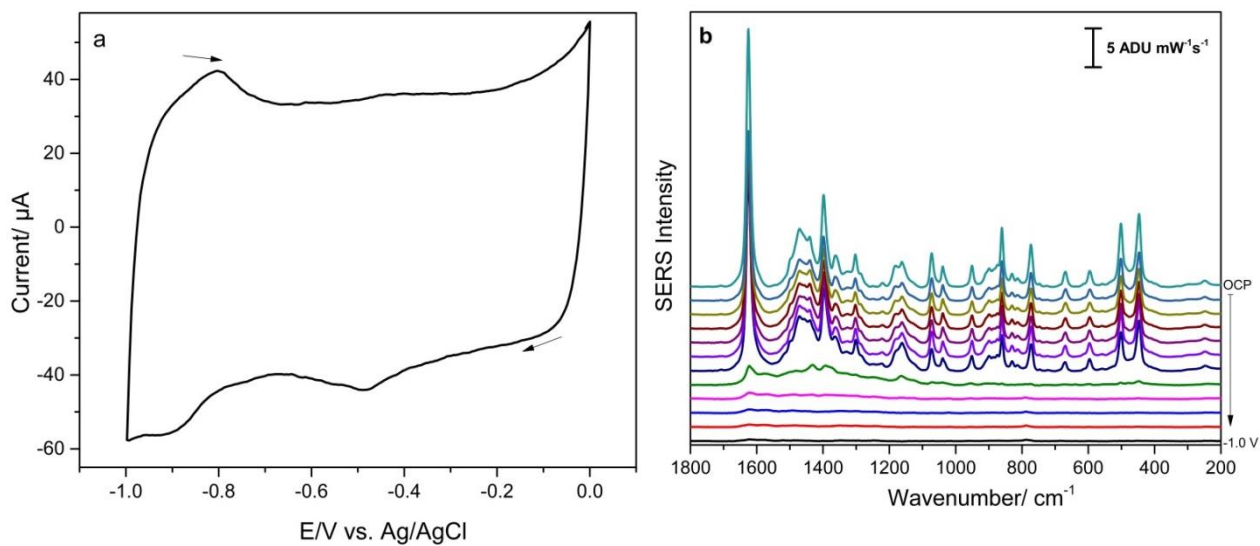 a
Current/ µA
40
20
0
-20
-40
-60
-1.0 -0.8 -0.6 -0.4 -0.2 0.0
E/V vs. Ag/AgCl
b
5 ADU mW⁻¹s⁻¹
SERS Intensity
OCP
-1.0 V
1800 1600 1400 1200 1000 800 600 400 200
Wavenumber/ cm⁻¹